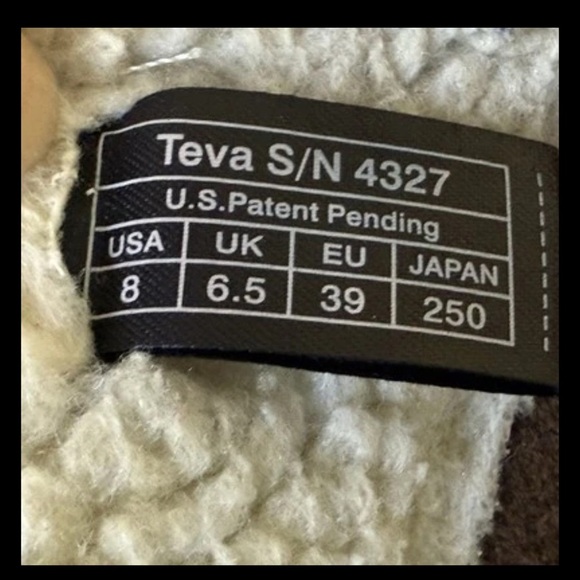 Teva S/N 4327
U.S.Patent Pending
USA UK EU JAPAN
8 6.5 39 250